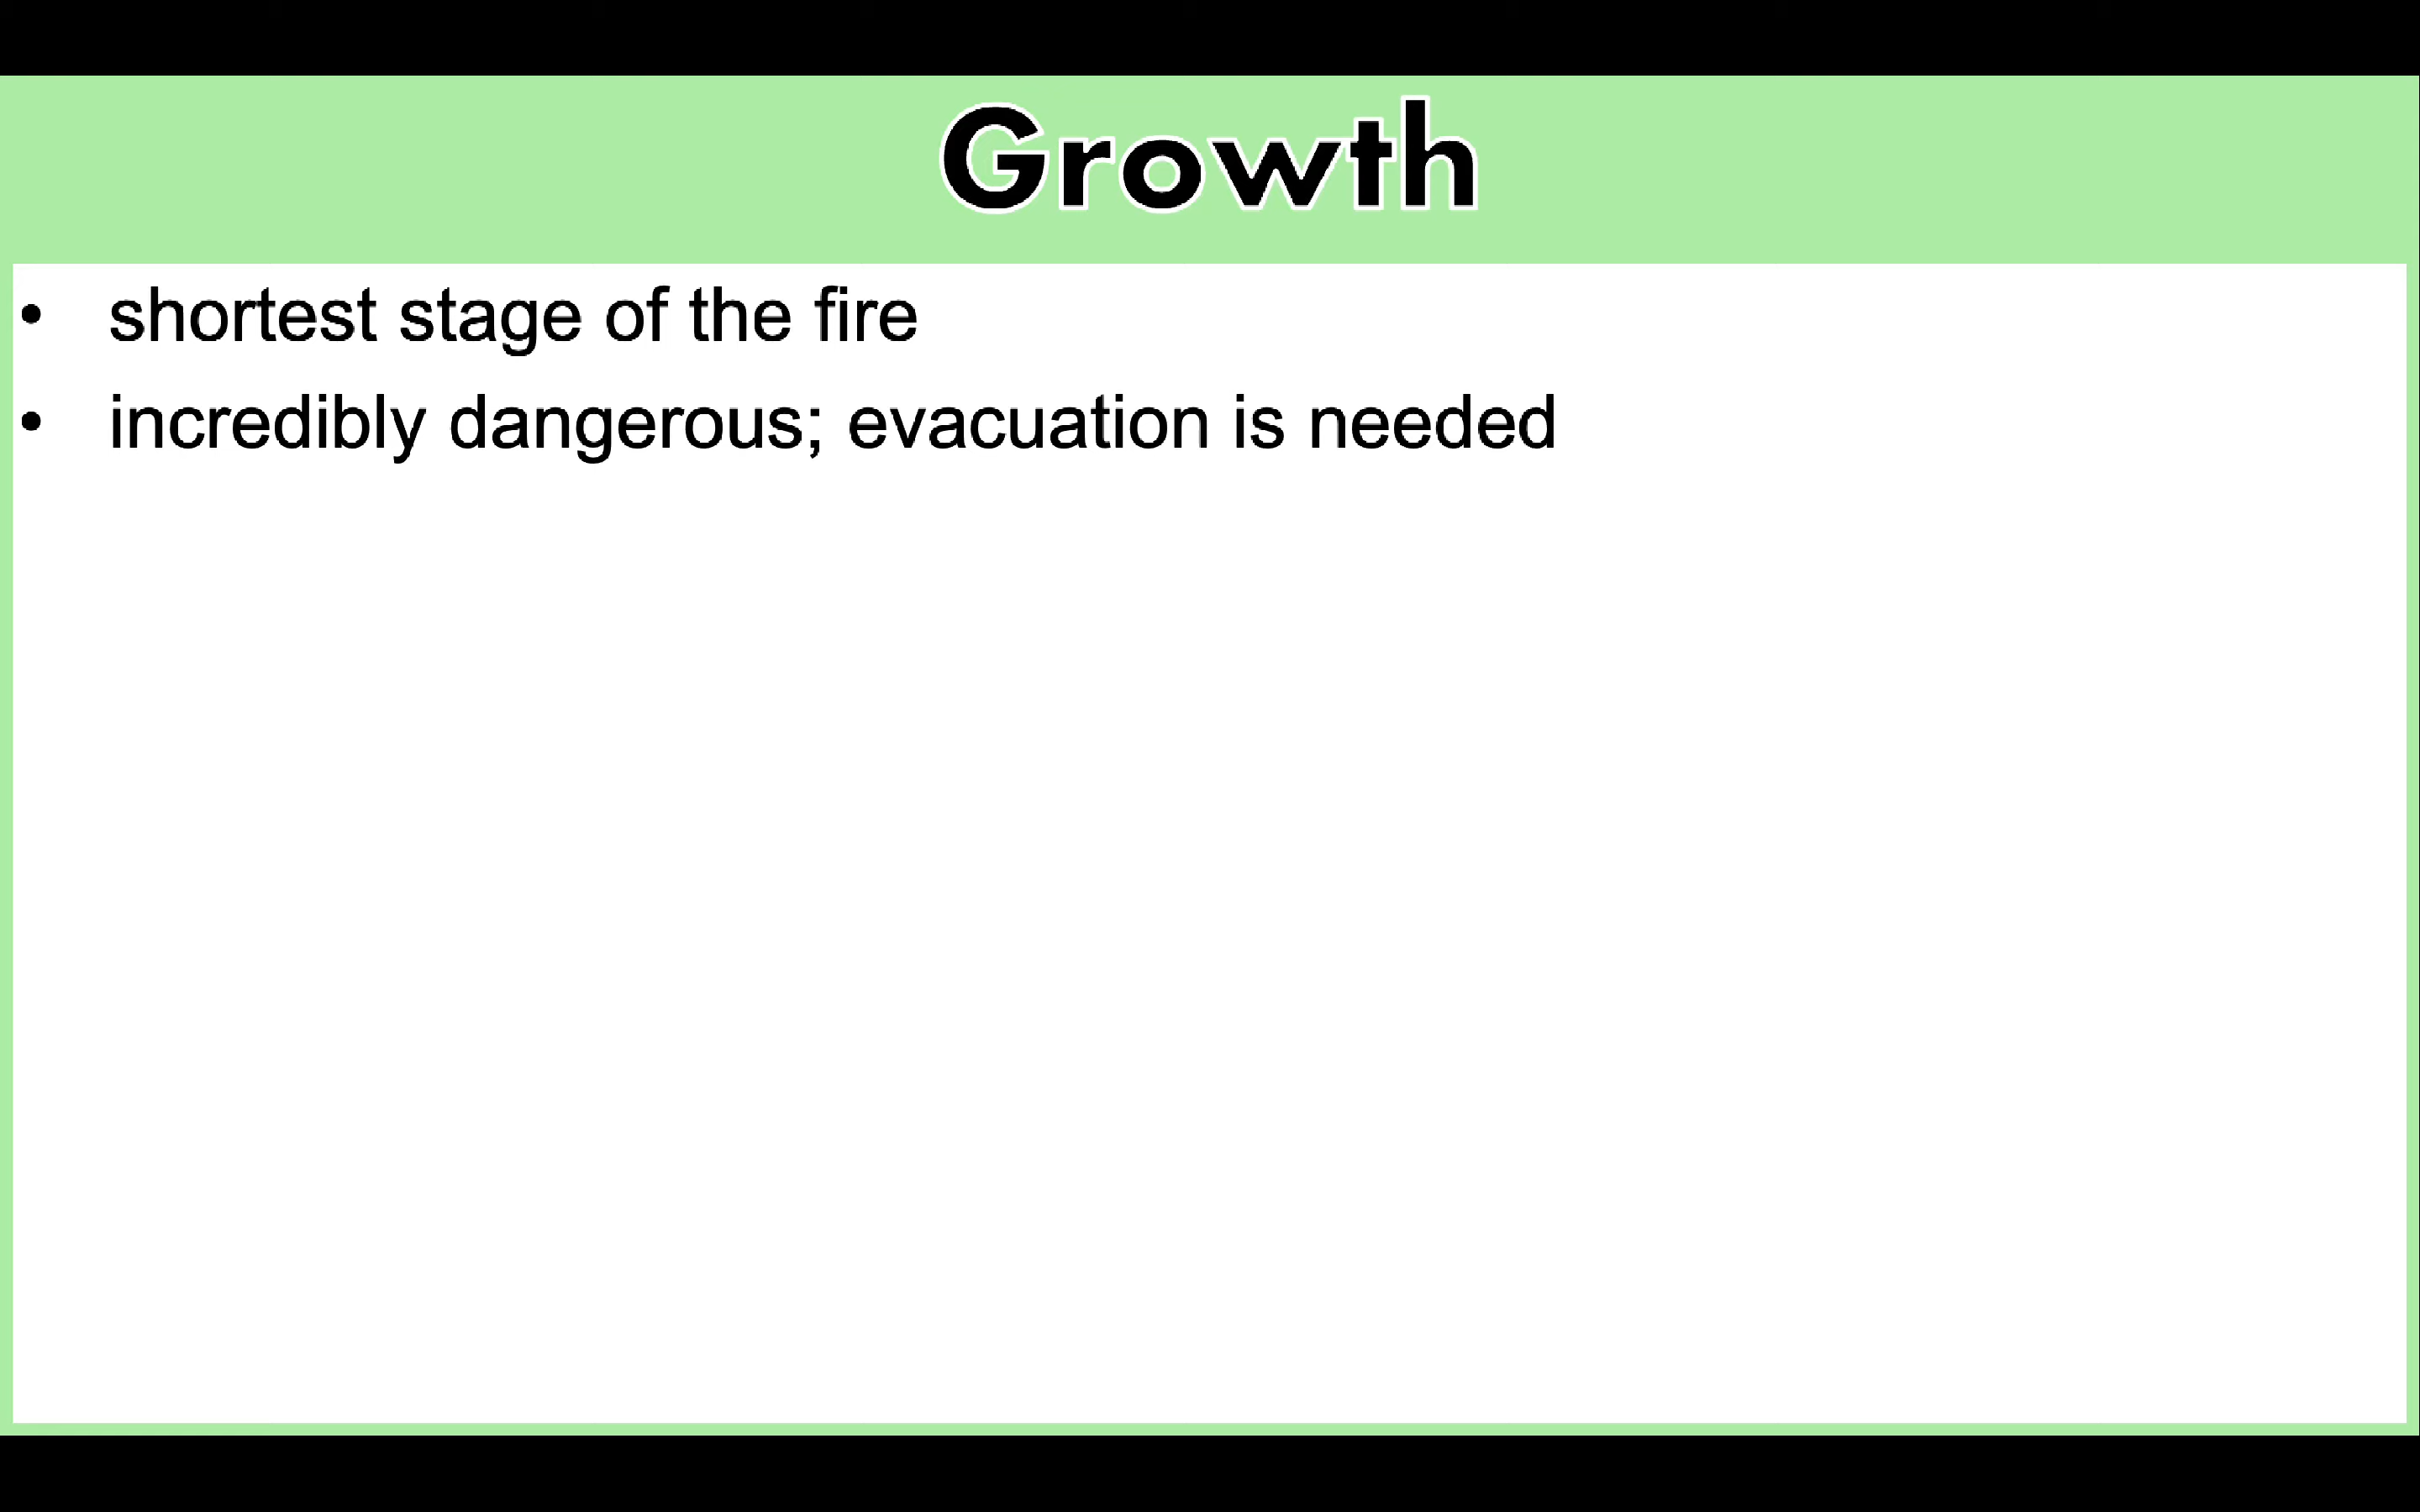 Growth
• shortest stage of the fire
• incredibly dangerous; evacuation is needed